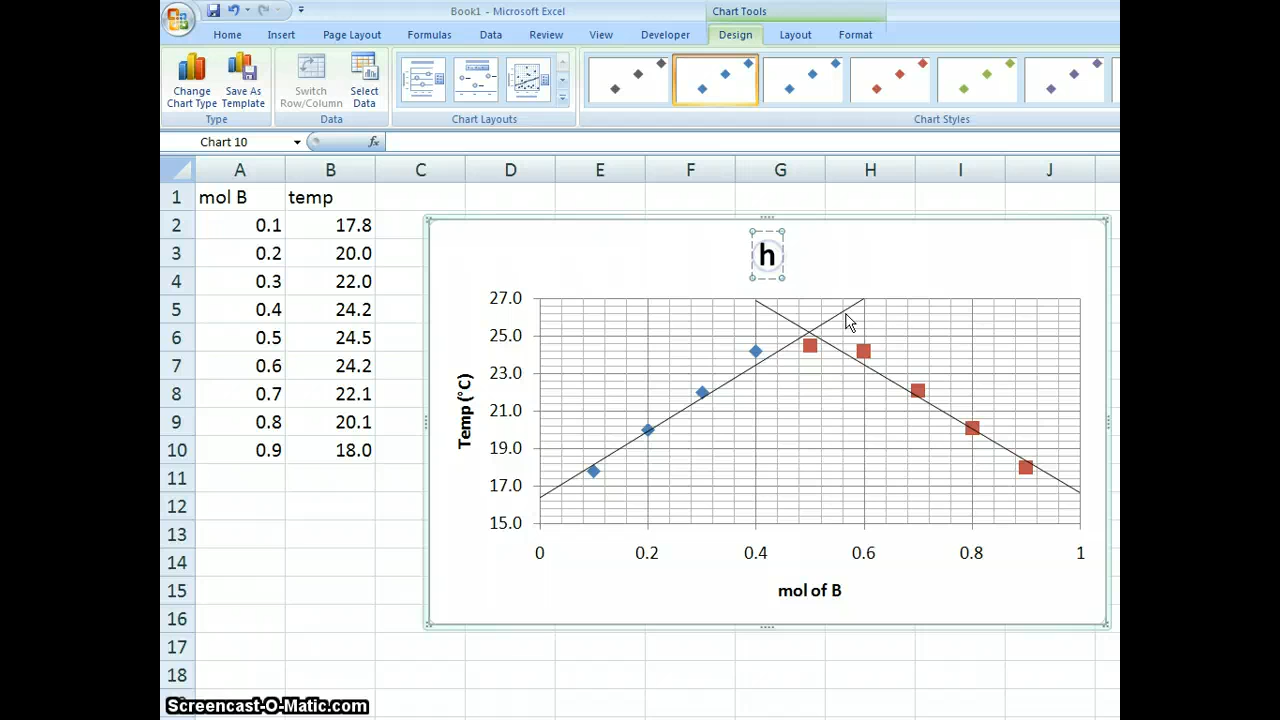 Book1 - Microsoft Excel
Chart Tools
Home Insert Page Layout Formulas Data Review View Developer Design Layout Format
Change Chart Type
Save As Template
Switch Row/Column
Select Data
Type Data Chart Layouts Chart Styles
Chart 10 fx
A B C D E F G H I J
1 mol B temp
2 0.1 17.8
3 0.2 20.0
4 0.3 22.0
5 0.4 24.2
6 0.5 24.5
7 0.6 24.2
8 0.7 22.1
9 0.8 20.1
10 0.9 18.0
11
12
13
14
15
16
17
18
h
27.0
25.0
23.0
21.0
19.0
17.0
15.0
Temp (°C)
0 0.2 0.4 0.6 0.8 1
mol of B
Screencast-O-Matic.com